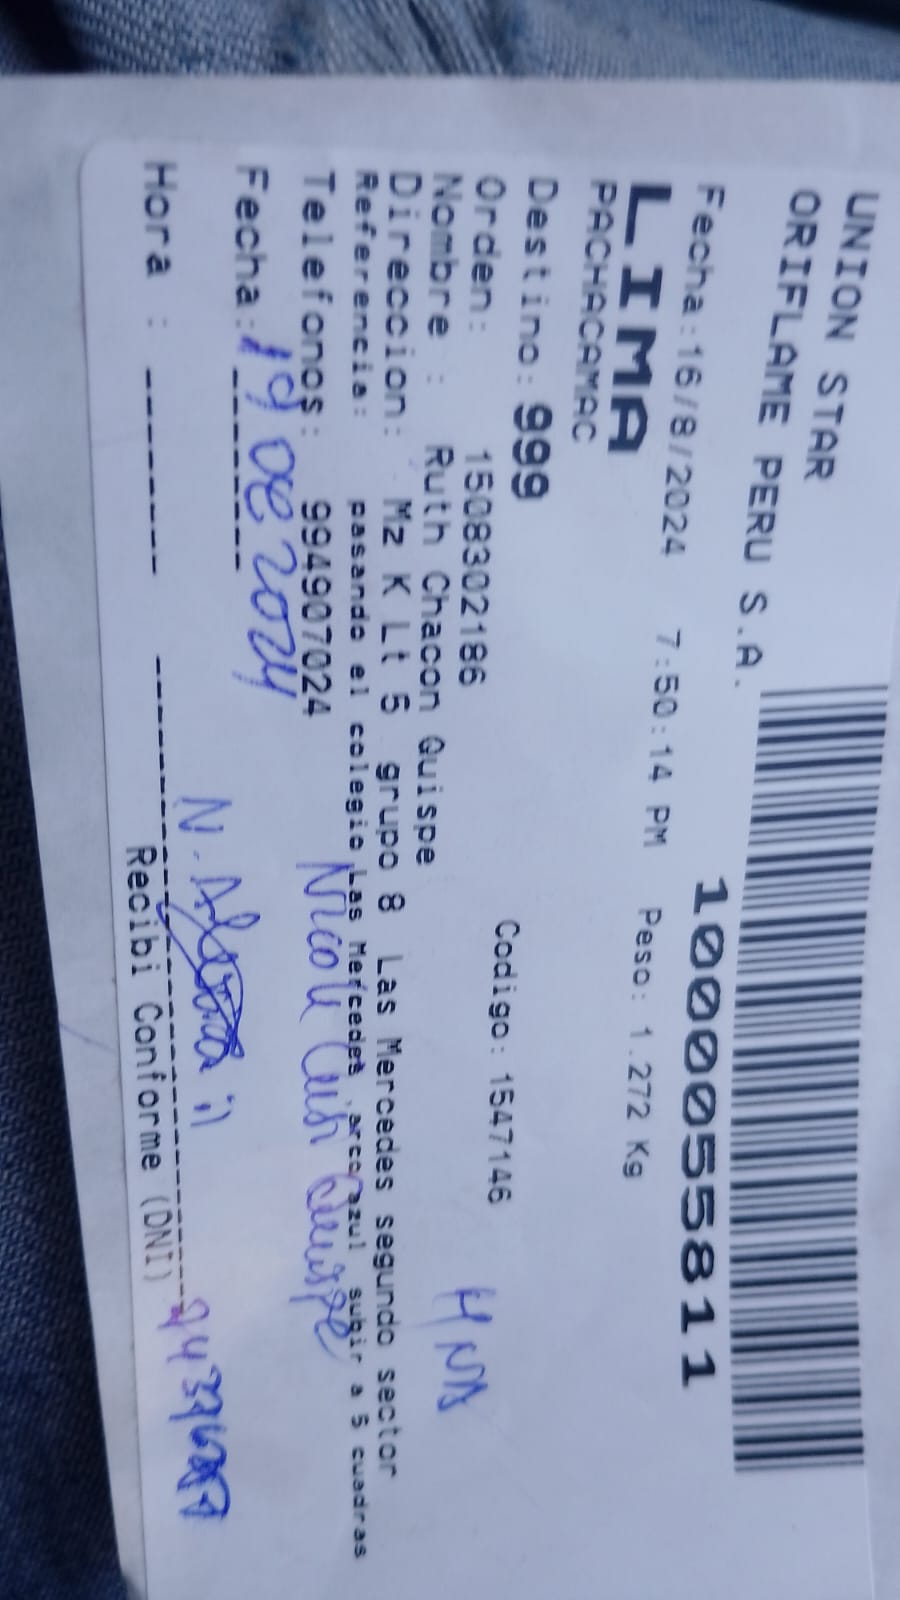 UNION STAR
ORIFLAME PERU S.A.
1000055811
Fecha:16/8/2024 7:50:14 PM Peso: 1.272 Kg
LIMA
PACHACAMAC
Destino: 999
Orden: 1508302186 Codigo: 1547146
Nombre : Ruth Chacon Quispe
Direccion: Mz K Lt 5 grupo 8 Las Mercedes segundo sector
Referencia: pasando el colegio Las Mercedes arco azul subir a 5 cuadras
Telefonos: 994907024
Quispe
Fecha: 19 08 2024
Hora :
Recibi Conforme (DNI)